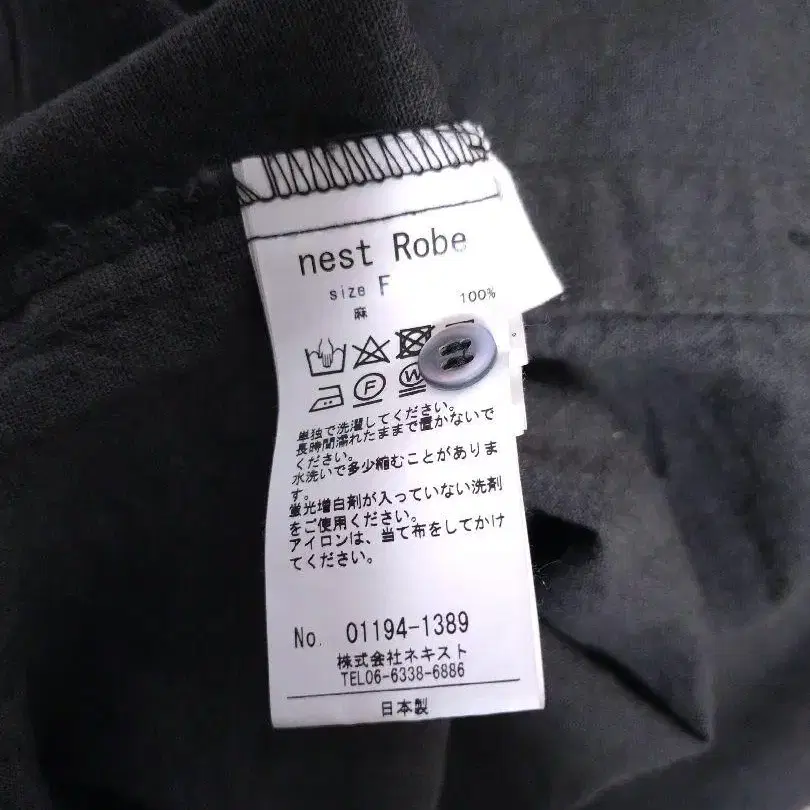 nest Robe
size F
麻 100%
F
W
単独で洗濯してください。
長時間濡れたままで置かないで
ください。
水洗いで多少縮むことがありま
す。
蛍光増白剤が入っていない洗剤
をご使用ください。
アイロンは、当て布をしてかけ
てください。
No. 01194-1389
株式会社ネキスト
TEL06-6338-6886
日本製